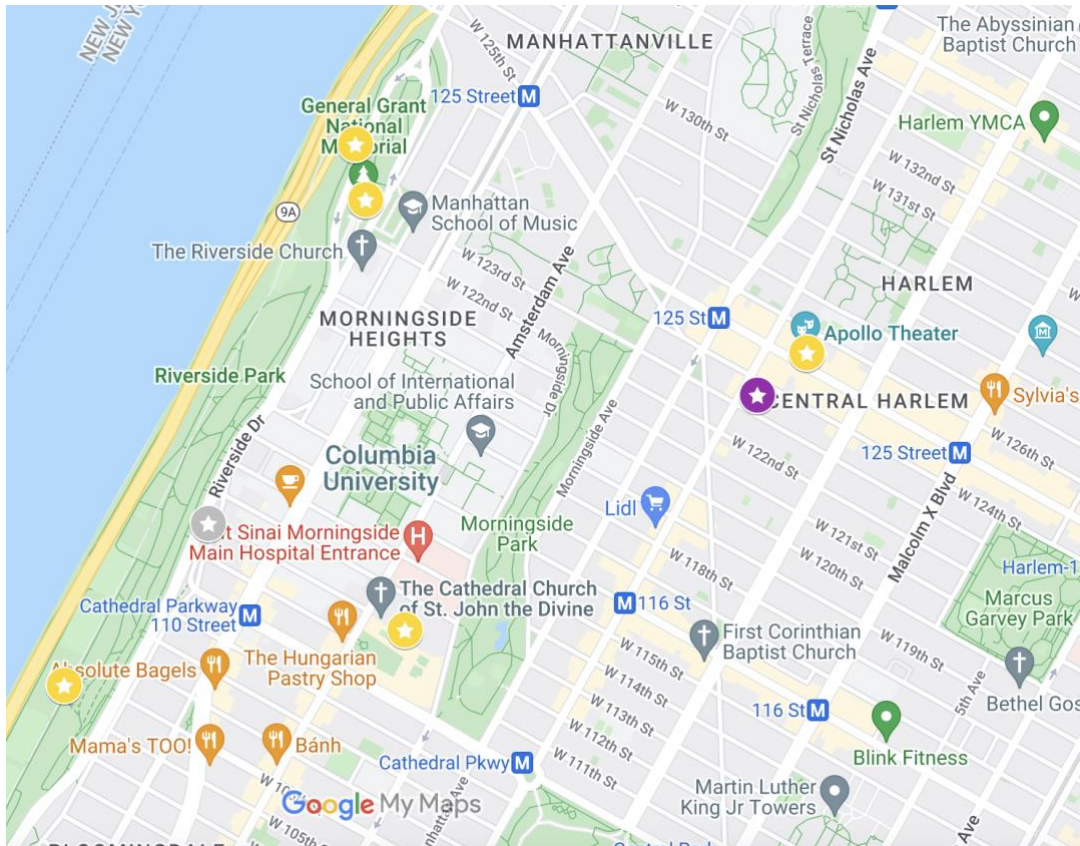 NEW J
NEW YORK
W 125th St
MANHATTANVILLE
The Abyssinian
Baptist Church
125 Street M
General Grant
National
M orial
W 130th St
St Nicholas Terrace
St Nicholas Ave
Harlem YMCA
W 132nd St
W 131st St
9A
Manhattan
School of Music
The Riverside Church
W 123rd St
W 122nd St
Amsterdam Ave
HARLEM
MORNINGSIDE
HEIGHTS
125 St M
Apollo Theater
Morningside Dr
Riverside Park
School of International
and Public Affairs
Morningside Ave
CENTRAL HARLEM
Sylvia's
W 126th St
Riverside Dr
Columbia
University
W 122nd St
125 Street M
Malcolm X Blvd
W 124th St
Lidl
Morningside
Park
t Sinai Morningside
Main Hospital Entrance
H
W 121st St
W 120th St
W 118th St
Harlem-1
Marcus
Garvey Park
The Cathedral Church
of St. John the Divine
Cathedral Parkway
110 Street M
M 116 St
First Corinthian
Baptist Church
W 119th St
Absolute Bagels
The Hungarian
Pastry Shop
W 115th St
W 114th St
W 113th St
W 112th St
W 111th St
5th Ave
Bethel Gos
116 St M
Mama's TOO!
Bánh
Blink Fitness
Cathedral Pkwy M
Martin Luther
King Jr Towers
Google My Maps
W 105th St
anhattan Ave
Ave